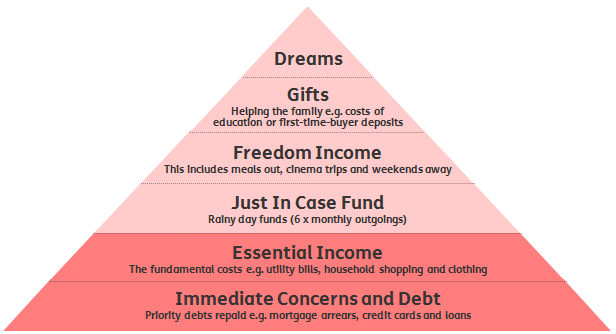 Dreams
Gifts
Helping the family e.g. costs of
education or first-time-buyer deposits
Freedom Income
This includes meals out, cinema trips and weekends away
Just In Case Fund
Rainy day funds (6 x monthly outgoings)
Essential Income
The fundamental costs e.g. utility bills, household shopping and clothing
Immediate Concerns and Debt
Priority debts repaid e.g. mortgage arrears, credit cards and loans